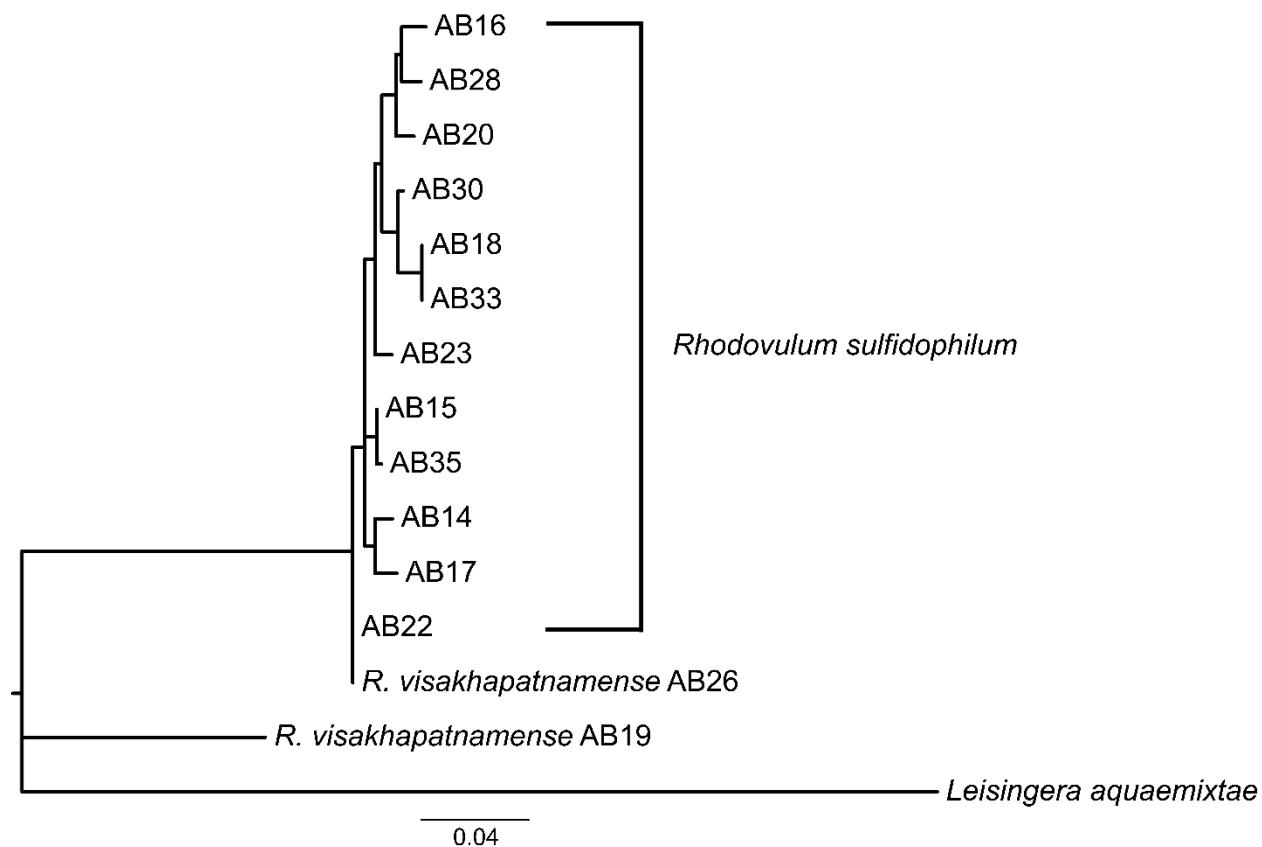 AB16
AB28
AB20
AB30
AB18
AB33
Rhodovulum sulfidophilum
AB23
AB15
AB35
AB14
AB17
AB22
R. visakhapatnamense AB26
R. visakhapatnamense AB19
Leisingera aquaemixtae
0.04